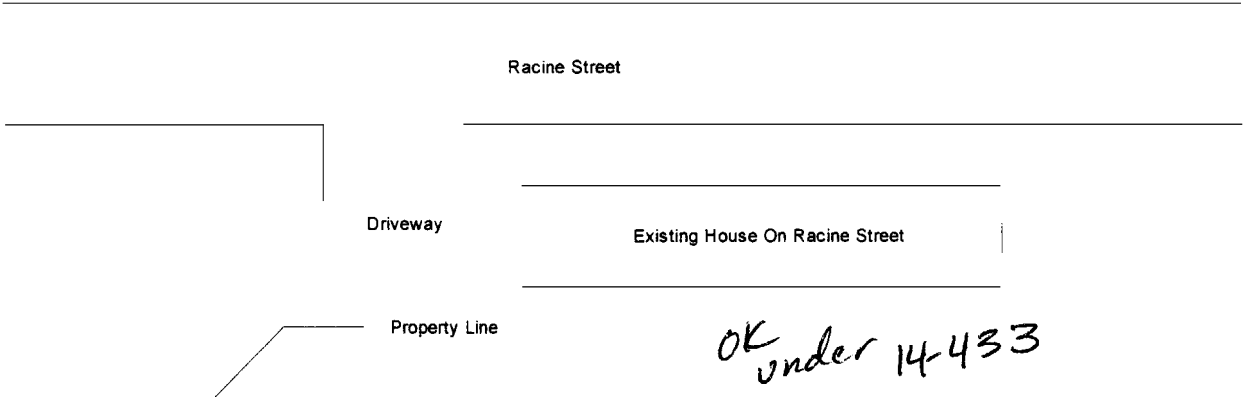 Racine Street
Driveway
Existing House On Racine Street
Property Line
OK
under 14-433